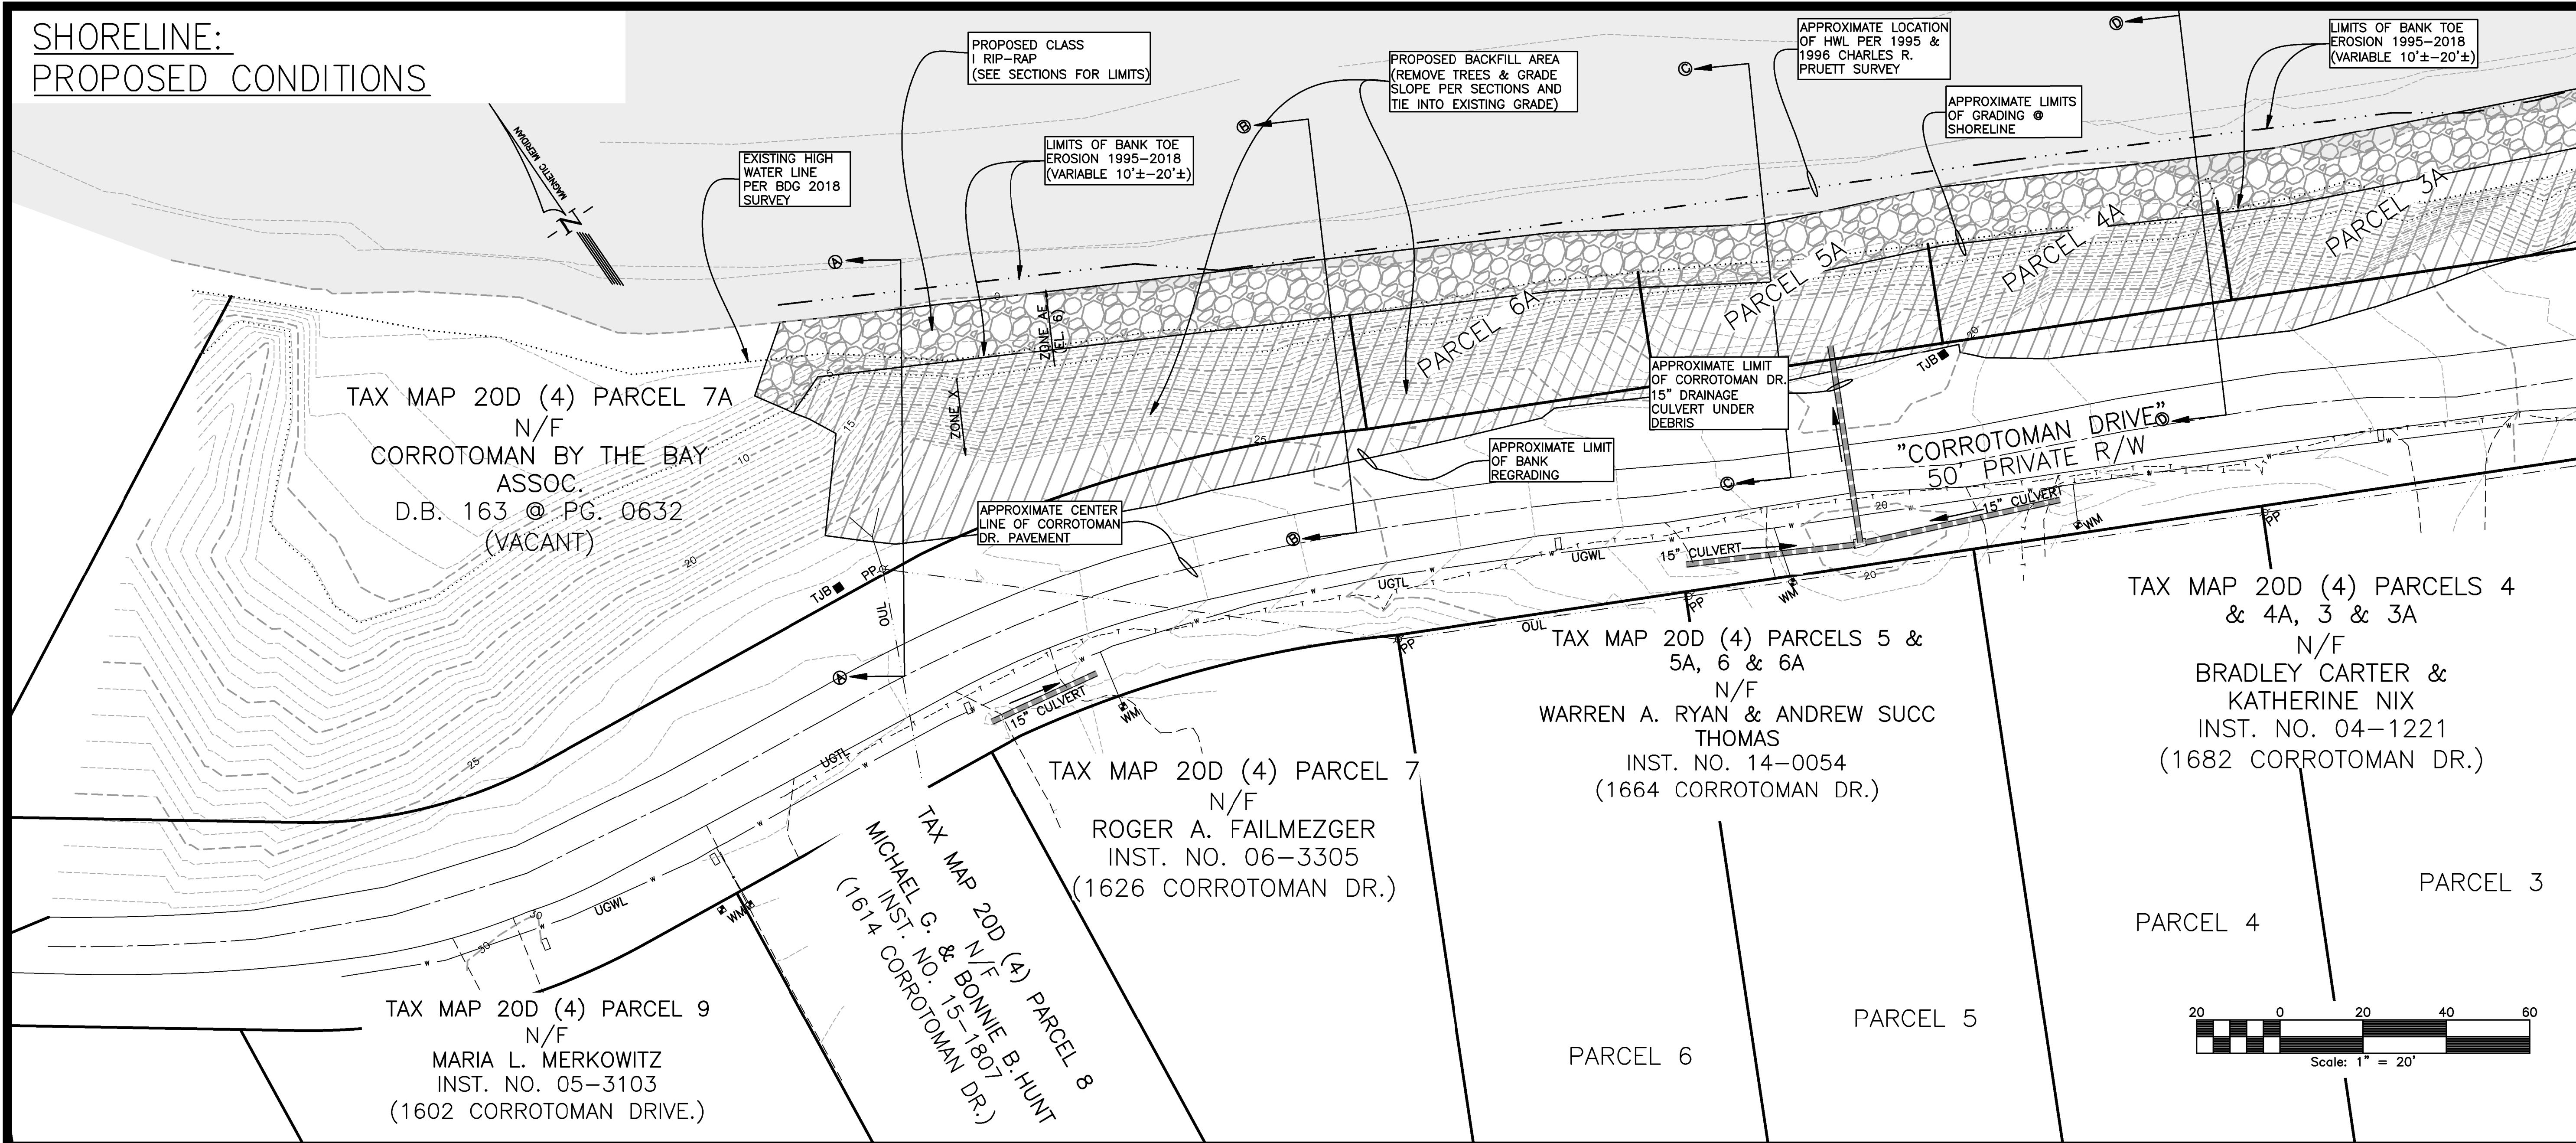 SHORELINE:
PROPOSED CONDITIONS
MAGNETIC MERIDIAN
N
PROPOSED CLASS
I RIP-RAP
(SEE SECTIONS FOR LIMITS)
EXISTING HIGH
WATER LINE
PER BDG 2018
SURVEY
LIMITS OF BANK TOE
EROSION 1995-2018
(VARIABLE 10'±-20'±)
PROPOSED BACKFILL AREA
(REMOVE TREES & GRADE
SLOPE PER SECTIONS AND
TIE INTO EXISTING GRADE)
APPROXIMATE LOCATION
OF HWL PER 1995 &
1996 CHARLES R.
PRUETT SURVEY
APPROXIMATE LIMITS
OF GRADING @
SHORELINE
LIMITS OF BANK TOE
EROSION 1995-2018
(VARIABLE 10'±-20'±)
A
B
C
D
0
5
ZONE AE
(EL 6)
ZONE X
15
10
20
25
25
PARCEL 6A
PARCEL 5A
PARCEL 4A
PARCEL 3A
20
TJB
APPROXIMATE LIMIT
OF CORROTOMAN DR.
15" DRAINAGE
CULVERT UNDER
DEBRIS
APPROXIMATE LIMIT
OF BANK
REGRADING
APPROXIMATE CENTER
LINE OF CORROTOMAN
DR. PAVEMENT
"CORROTOMAN DRIVE"
50' PRIVATE R/W
A
B
C
D
TAX MAP 20D (4) PARCEL 7A
N/F
CORROTOMAN BY THE BAY
ASSOC.
D.B. 163 @ PG. 0632
(VACANT)
TJB
PP
OUL
UGTL
UGWL
15" CULVERT
WM
UGTL
UGWL
OUL
PP
15" CULVERT
15" CULVERT
20
20
PP
WM
WM
PP
WM
30
30
TAX MAP 20D (4) PARCEL 9
N/F
MARIA L. MERKOWITZ
INST. NO. 05-3103
(1602 CORROTOMAN DRIVE.)
TAX MAP 20D (4) PARCEL 8
N/F
MICHAEL G. & BONNIE B. HUNT
INST. NO. 15-1807
(1614 CORROTOMAN DR.)
TAX MAP 20D (4) PARCEL 7
N/F
ROGER A. FAILMEZGER
INST. NO. 06-3305
(1626 CORROTOMAN DR.)
TAX MAP 20D (4) PARCELS 5 &
5A, 6 & 6A
N/F
WARREN A. RYAN & ANDREW SUCC
THOMAS
INST. NO. 14-0054
(1664 CORROTOMAN DR.)
TAX MAP 20D (4) PARCELS 4
& 4A, 3 & 3A
N/F
BRADLEY CARTER &
KATHERINE NIX
INST. NO. 04-1221
(1682 CORROTOMAN DR.)
PARCEL 6
PARCEL 5
PARCEL 4
PARCEL 3
20 0 20 40 60
Scale: 1" = 20'